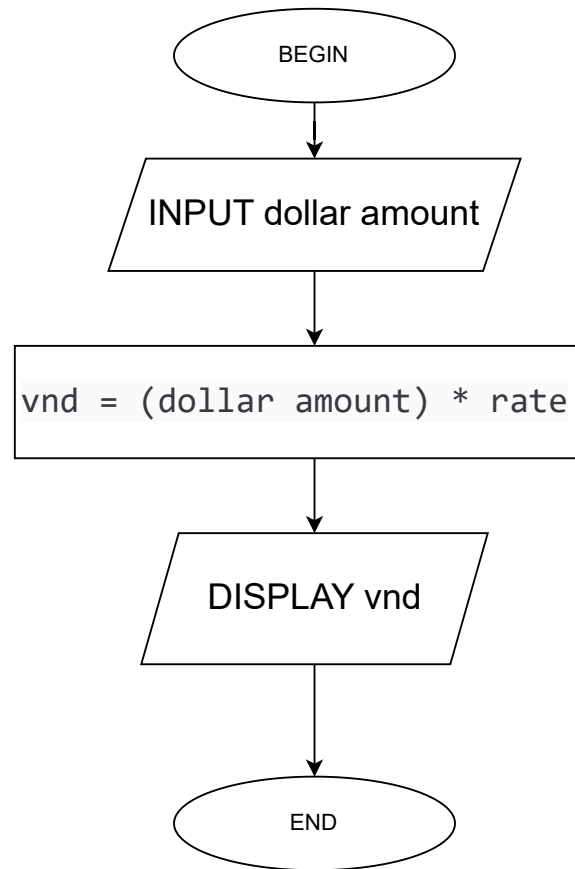 BEGIN
INPUT dollar amount
vnd = (dollar amount) * rate
DISPLAY vnd
END